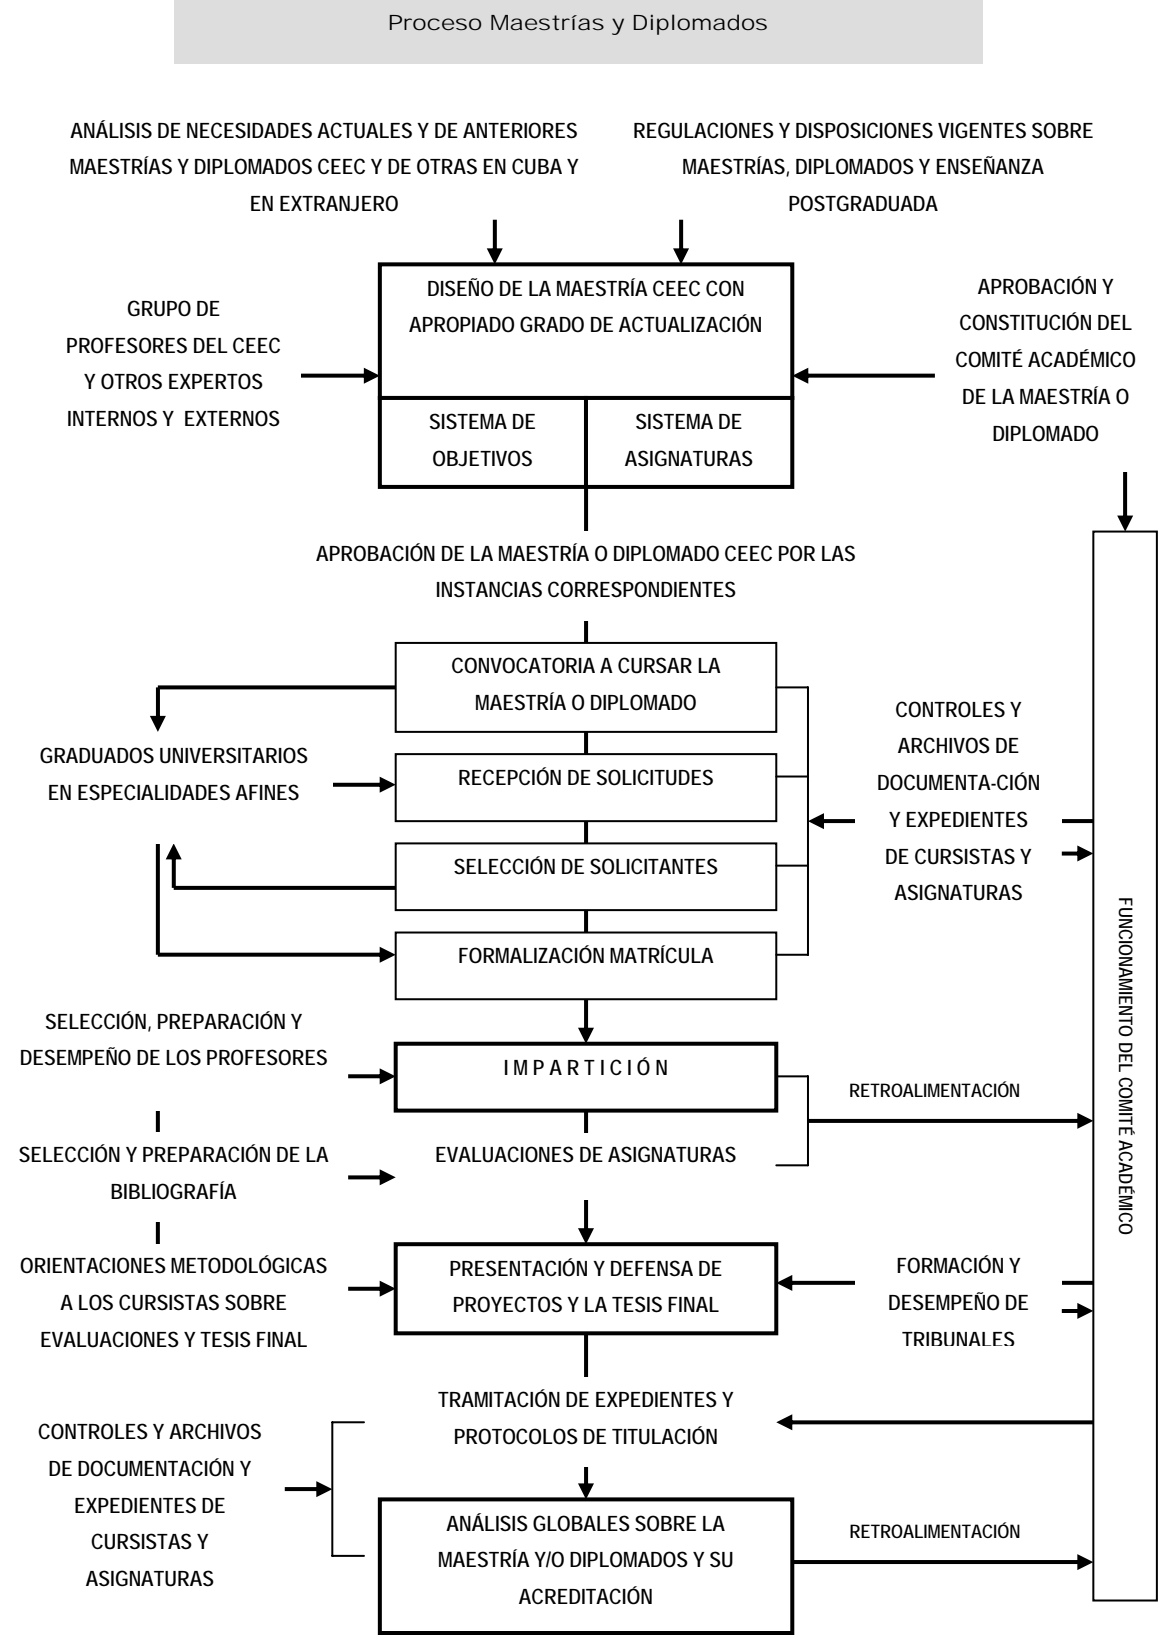 Proceso Maestrías y Diplomados
ANÁLISIS DE NECESIDADES ACTUALES Y DE ANTERIORES
MAESTRÍAS Y DIPLOMADOS CEEC Y DE OTRAS EN CUBA Y
EN EXTRANJERO
REGULACIONES Y DISPOSICIONES VIGENTES SOBRE
MAESTRÍAS, DIPLOMADOS Y ENSEÑANZA
POSTGRADUADA
GRUPO DE
PROFESORES DEL CEEC
Y OTROS EXPERTOS
INTERNOS Y EXTERNOS
DISEÑO DE LA MAESTRÍA CEEC CON
APROPIADO GRADO DE ACTUALIZACIÓN
SISTEMA DE
OBJETIVOS
SISTEMA DE
ASIGNATURAS
APROBACIÓN Y
CONSTITUCIÓN DEL
COMITÉ ACADÉMICO
DE LA MAESTRÍA O
DIPLOMADO
APROBACIÓN DE LA MAESTRÍA O DIPLOMADO CEEC POR LAS
INSTANCIAS CORRESPONDIENTES
CONVOCATORIA A CURSAR LA
MAESTRÍA O DIPLOMADO
GRADUADOS UNIVERSITARIOS
EN ESPECIALIDADES AFINES
RECEPCIÓN DE SOLICITUDES
SELECCIÓN DE SOLICITANTES
FORMALIZACIÓN MATRÍCULA
CONTROLES Y
ARCHIVOS DE
DOCUMENTA-CIÓN
Y EXPEDIENTES
DE CURSISTAS Y
ASIGNATURAS
FUNCIONAMIENTO DEL COMITÉ ACADÉMICO
SELECCIÓN, PREPARACIÓN Y
DESEMPEÑO DE LOS PROFESORES
I M P A R T I C I Ó N
RETROALIMENTACIÓN
SELECCIÓN Y PREPARACIÓN DE LA
BIBLIOGRAFÍA
EVALUACIONES DE ASIGNATURAS
ORIENTACIONES METODOLÓGICAS
A LOS CURSISTAS SOBRE
EVALUACIONES Y TESIS FINAL
PRESENTACIÓN Y DEFENSA DE
PROYECTOS Y LA TESIS FINAL
FORMACIÓN Y
DESEMPEÑO DE
TRIBUNALES
TRAMITACIÓN DE EXPEDIENTES Y
PROTOCOLOS DE TITULACIÓN
CONTROLES Y ARCHIVOS
DE DOCUMENTACIÓN Y
EXPEDIENTES DE
CURSISTAS Y
ASIGNATURAS
ANÁLISIS GLOBALES SOBRE LA
MAESTRÍA Y/O DIPLOMADOS Y SU
ACREDITACIÓN
RETROALIMENTACIÓN